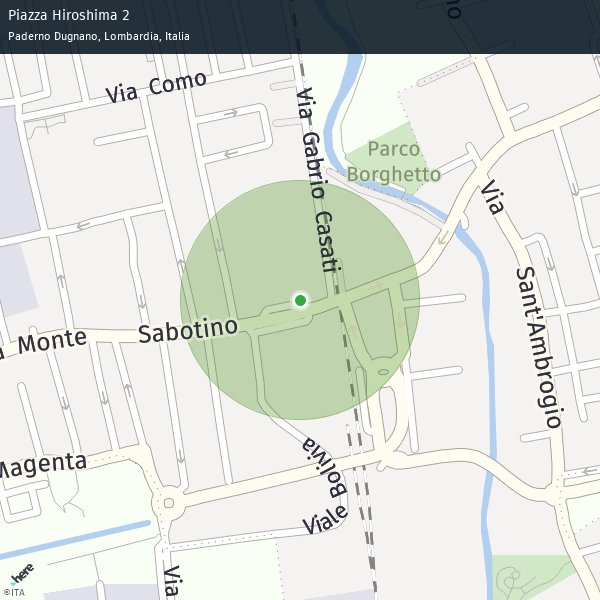 Piazza Hiroshima 2
Paderno Dugnano, Lombardia, Italia
Via Como
Via Gabrio Casati
Parco
Borghetto
Via
Sant'Ambrogio
Monte Sabotino
Magenta
Viale Bolivia
Via
here
©ITA